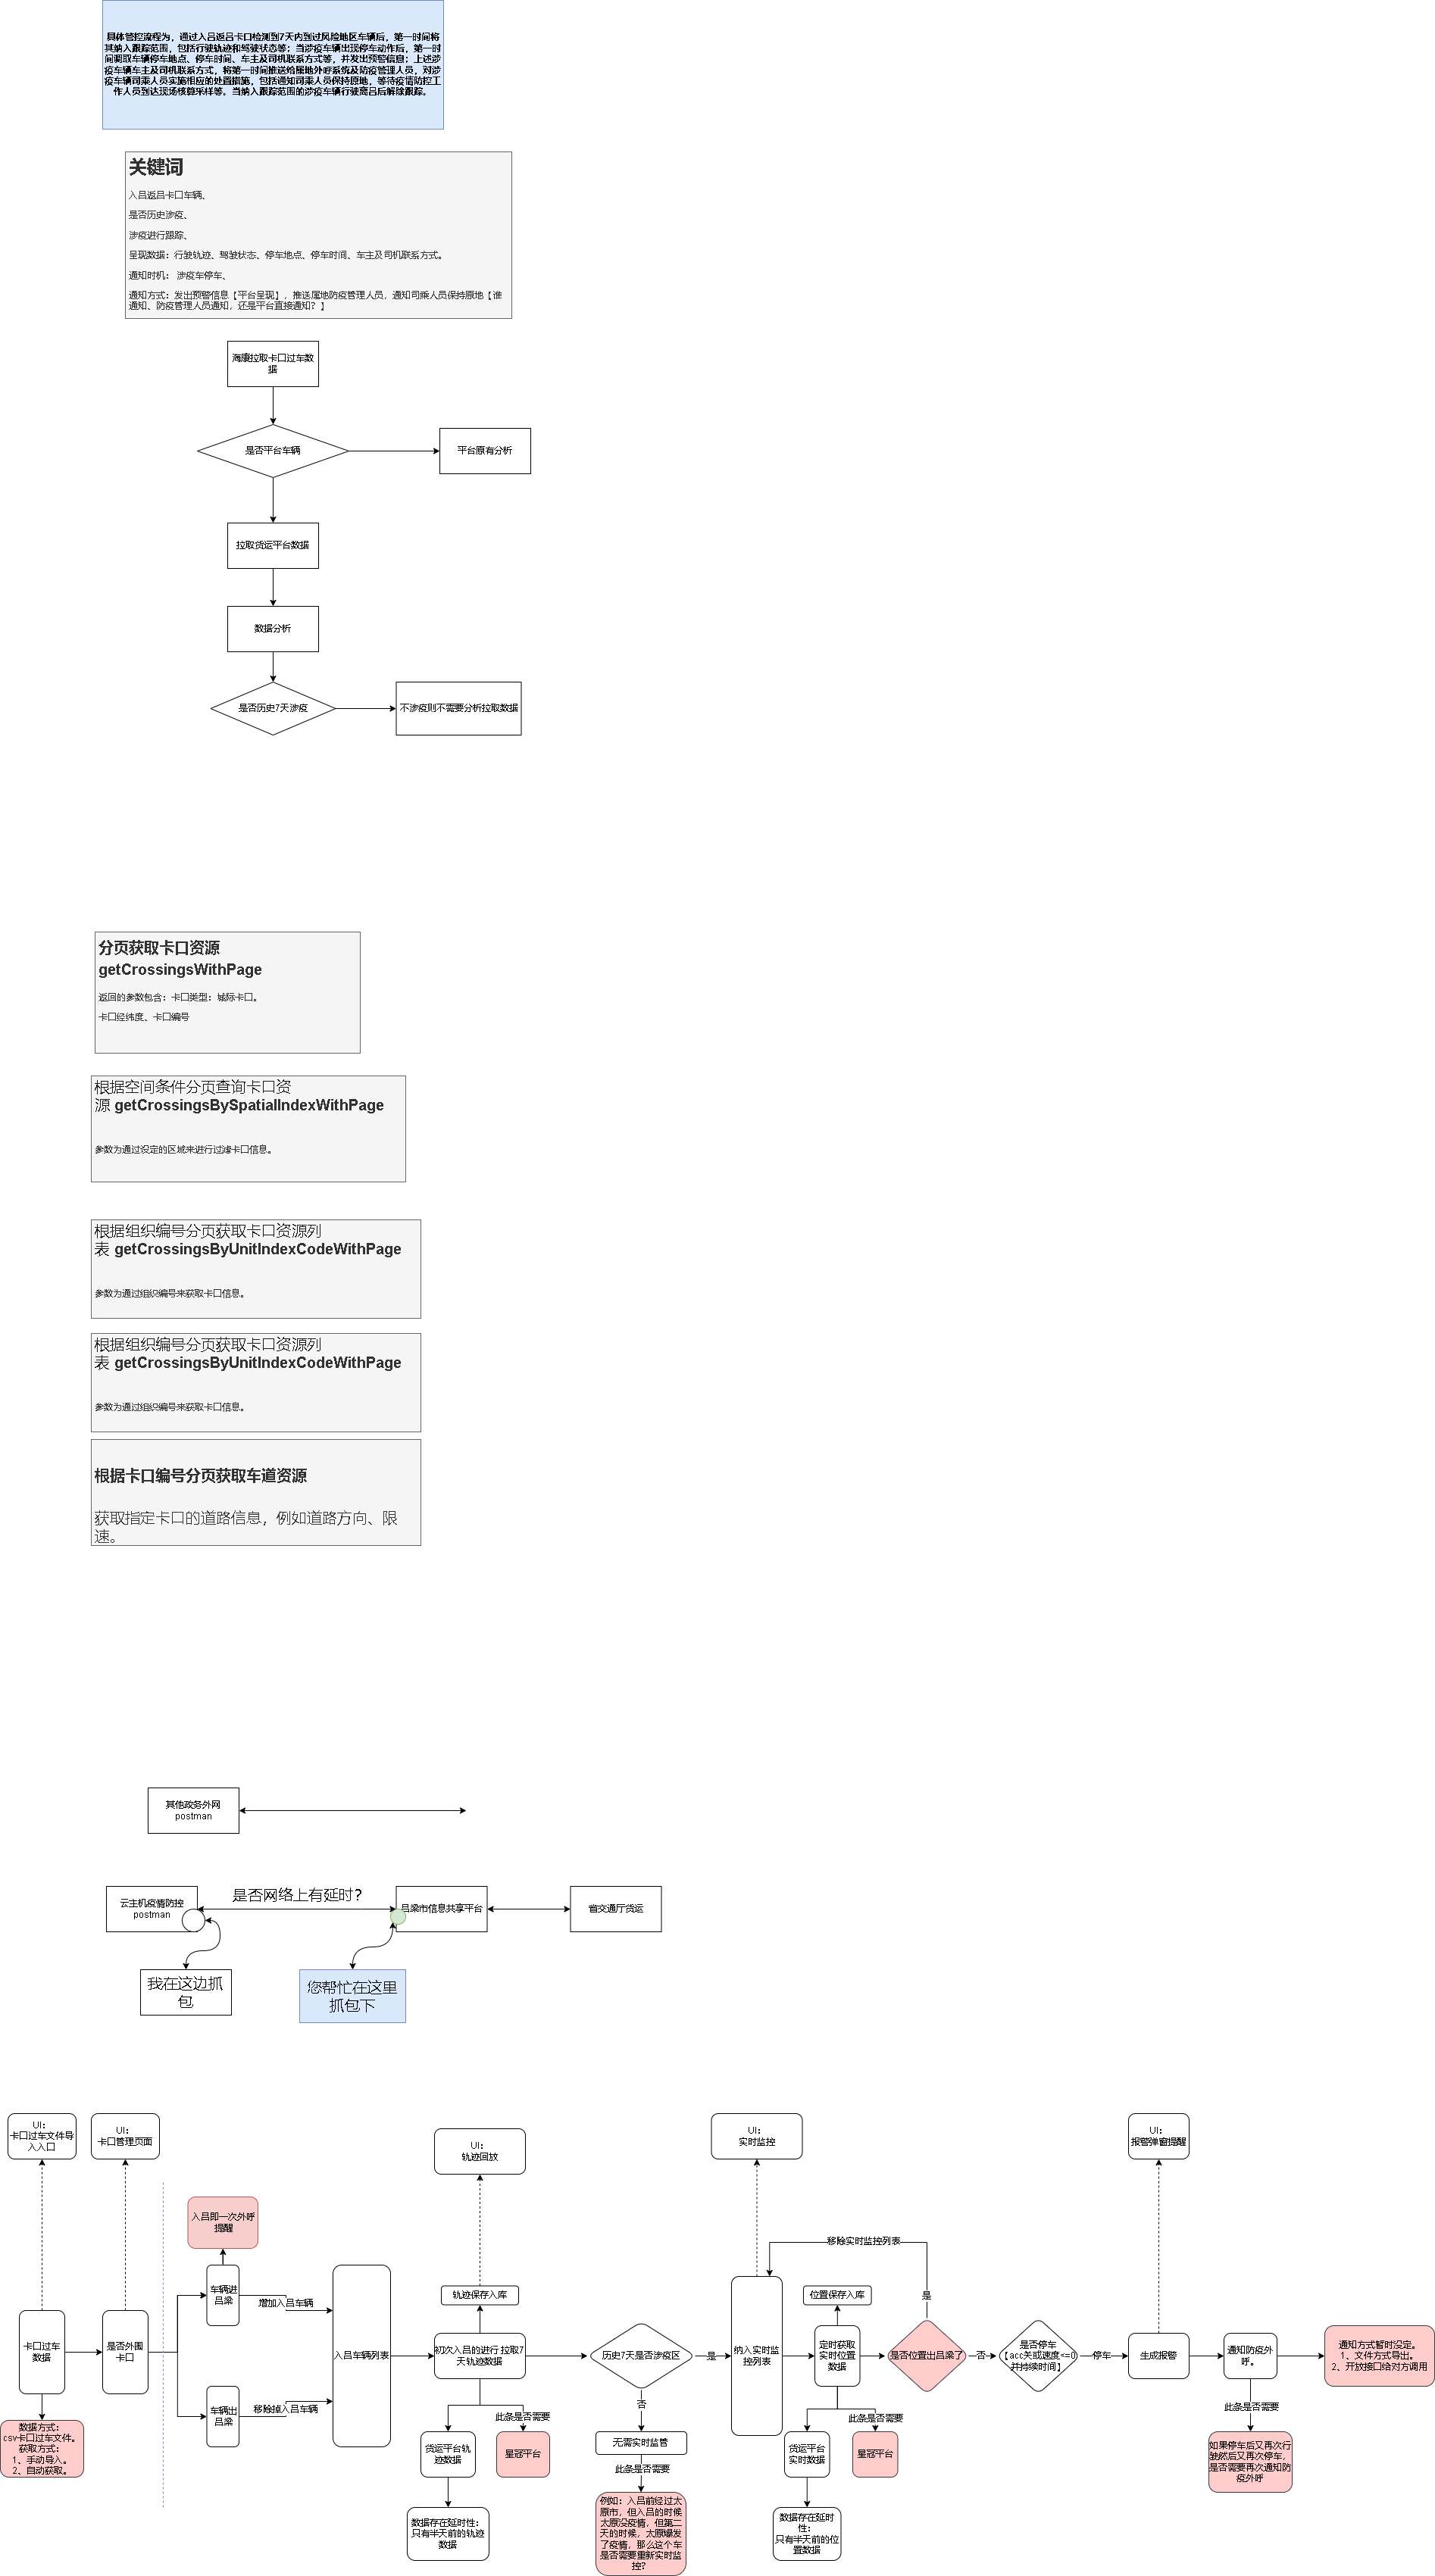 具体管控流程为，通过入吕返吕卡口检测到7天内到过风险地区车辆后，第一时间将
其纳入跟踪范围，包括行驶轨迹和驾驶状态等；当涉疫车辆出现停车动作后，第一时
间调取车辆停车地点、停车时间、车主及司机联系方式等，并发出预警信息；上述涉
疫车辆车主及司机联系方式，将第一时间推送给属地外呼系统及防疫管理人员，对涉
疫车辆司乘人员实施相应的处置措施，包括通知司乘人员保持原地，等待疫情防控工
作人员到达现场核算采样等。当纳入跟踪范围的涉疫车辆行驶离吕后解除跟踪。
关键词
入吕返吕卡口车辆、
是否历史涉疫、
涉疫进行跟踪、
呈现数据：行驶轨迹、驾驶状态、停车地点、停车时间、车主及司机联系方式。
通知时机： 涉疫车停车、
通知方式：发出预警信息【平台呈现】，推送属地防疫管理人员，通知司乘人员保持原地【谁
通知、防疫管理人员通知，还是平台直接通知？】
海康拉取卡口过车数
据
是否平台车辆
平台原有分析
拉取货运平台数据
数据分析
是否历史7天涉疫
不涉疫则不需要分析拉取数据
分页获取卡口资源
getCrossingsWithPage
返回的参数包含：卡口类型：城际卡口。
卡口经纬度、卡口编号
根据空间条件分页查询卡口资
源 getCrossingsBySpatialIndexWithPage
参数为通过设定的区域来进行过滤卡口信息。
根据组织编号分页获取卡口资源列
表 getCrossingsByUnitIndexCodeWithPage
参数为通过组织编号来获取卡口信息。
根据组织编号分页获取卡口资源列
表 getCrossingsByUnitIndexCodeWithPage
参数为通过组织编号来获取卡口信息。
根据卡口编号分页获取车道资源
获取指定卡口的道路信息，例如道路方向、限
速。
其他政务外网
postman
云主机疫情防控
postman
是否网络上有延时？
吕梁市信息共享平台
省交通厅货运
我在这边抓
包
您帮忙在这里
抓包下
UI：
卡口过车文件导
入入口
UI：
卡口管理页面
UI：
轨迹回放
UI：
实时监控
UI：
报警弹窗提醒
入吕即一次外呼
提醒
车辆进
吕梁
增加入吕车辆
卡口过车
数据
是否外围
卡口
车辆出
吕梁
移除掉入吕车辆
入吕车辆列表
轨迹保存入库
初次入吕的进行 拉取7
天轨迹数据
此条是否需要
货运平台轨
迹数据
星冠平台
数据存在延时性：
只有半天前的轨迹
数据
历史7天是否涉疫区
是
否
无需实时监管
此条是否需要
例如：入吕前经过太
原市，但入吕的时候
太原没疫情，但第二
天的时候，太原爆发
了疫情，那么这个车
是否需要重新实时监
控？
纳入实时监
控列表
移除实时监控列表
位置保存入库
定时获取
实时位置
数据
此条是否需要
货运平台
实时数据
星冠平台
数据存在延时
性：
只有半天前的位
置数据
是
是否位置出吕梁了
否
是否停车
【acc关或速度<=0
并持续时间】
停车
生成报警
通知防疫外
呼。
此条是否需要
如果停车后又再次行
驶然后又再次停车，
是否需要再次通知防
疫外呼
通知方式暂时没定。
1、文件方式导出。
2、开放接口给对方调用
数据方式：
csv卡口过车文件。
获取方式：
1、手动导入。
2、自动获取。